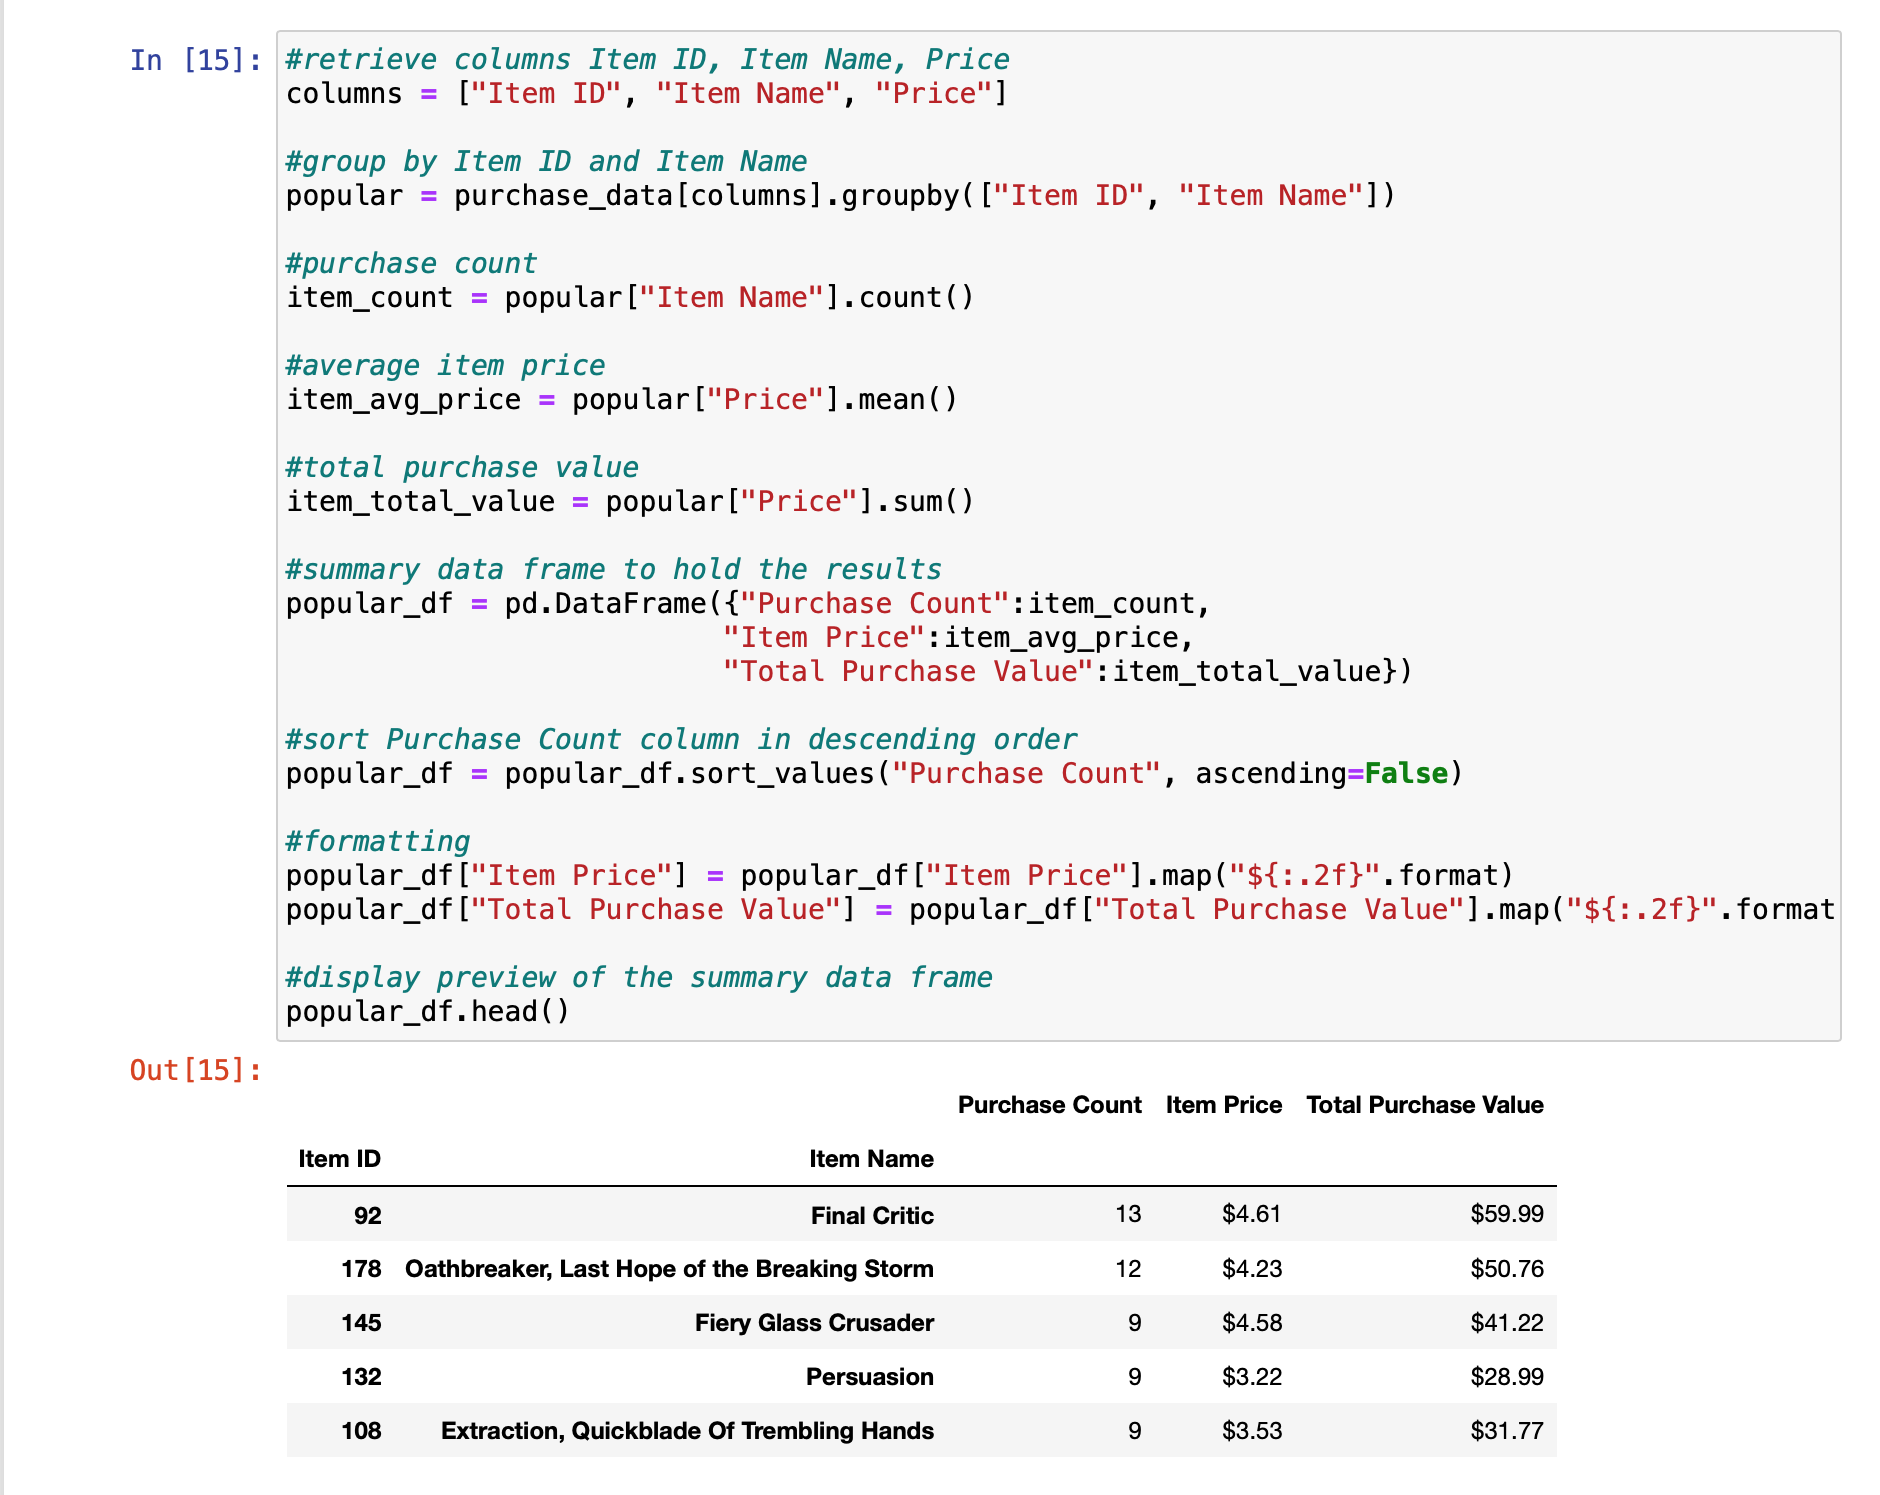 In [15]:
#retrieve columns Item ID, Item Name, Price
columns = ["Item ID", "Item Name", "Price"]
#group by Item ID and Item Name
popular = purchase_data[columns].groupby(["Item ID", "Item Name"])
#purchase count
item_count = popular["Item Name"].count()
#average item price
item_avg_price = popular["Price"].mean()
#total purchase value
item_total_value = popular["Price"].sum()
#summary data frame to hold the results
popular_df = pd.DataFrame({"Purchase Count":item_count,
"Item Price":item_avg_price,
"Total Purchase Value":item_total_value})
#sort Purchase Count column in descending order
popular_df = popular_df.sort_values("Purchase Count", ascending=False)
#formatting
popular_df["Item Price"] = popular_df["Item Price"].map("${:.2f}".format)
popular_df["Total Purchase Value"] = popular_df["Total Purchase Value"].map("${:.2f}".format
#display preview of the summary data frame
popular_df.head()
Out[15]:
Purchase Count Item Price Total Purchase Value
Item ID Item Name
92 Final Critic 13 $4.61 $59.99
178 Oathbreaker, Last Hope of the Breaking Storm 12 $4.23 $50.76
145 Fiery Glass Crusader 9 $4.58 $41.22
132 Persuasion 9 $3.22 $28.99
108 Extraction, Quickblade Of Trembling Hands 9 $3.53 $31.77